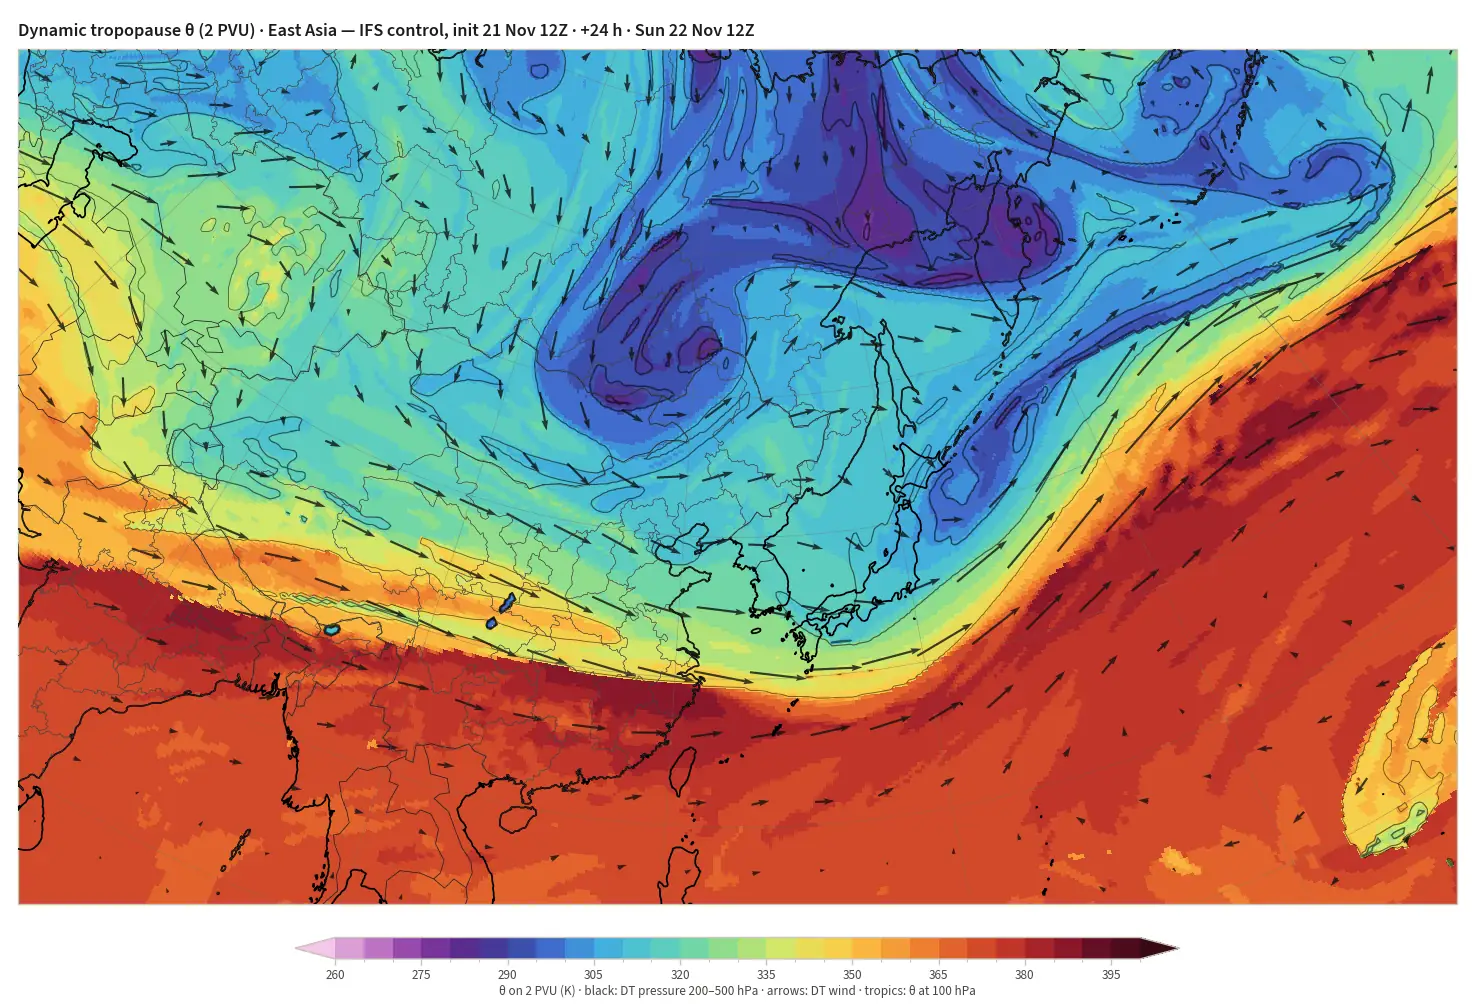 Dynamic tropopause θ (2 PVU) · East Asia — IFS control, init 21 Nov 12Z · +24 h · Sun 22 Nov 12Z
260 275 290 305 320 335 350 365 380 395
θ on 2 PVU (K) · black: DT pressure 200–500 hPa · arrows: DT wind · tropics: θ at 100 hPa